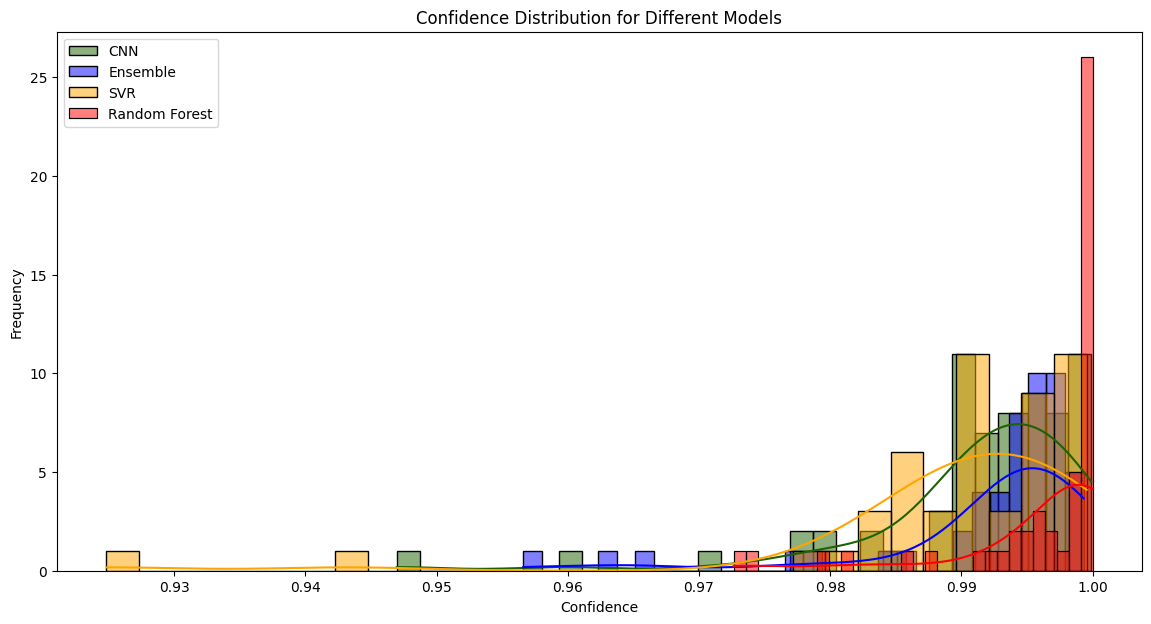 Confidence Distribution for Different Models
CNN
Ensemble
SVR
Random Forest
Frequency
25
20
15
10
5
0
0.93
0.94
0.95
0.96
0.97
0.98
0.99
1.00
Confidence